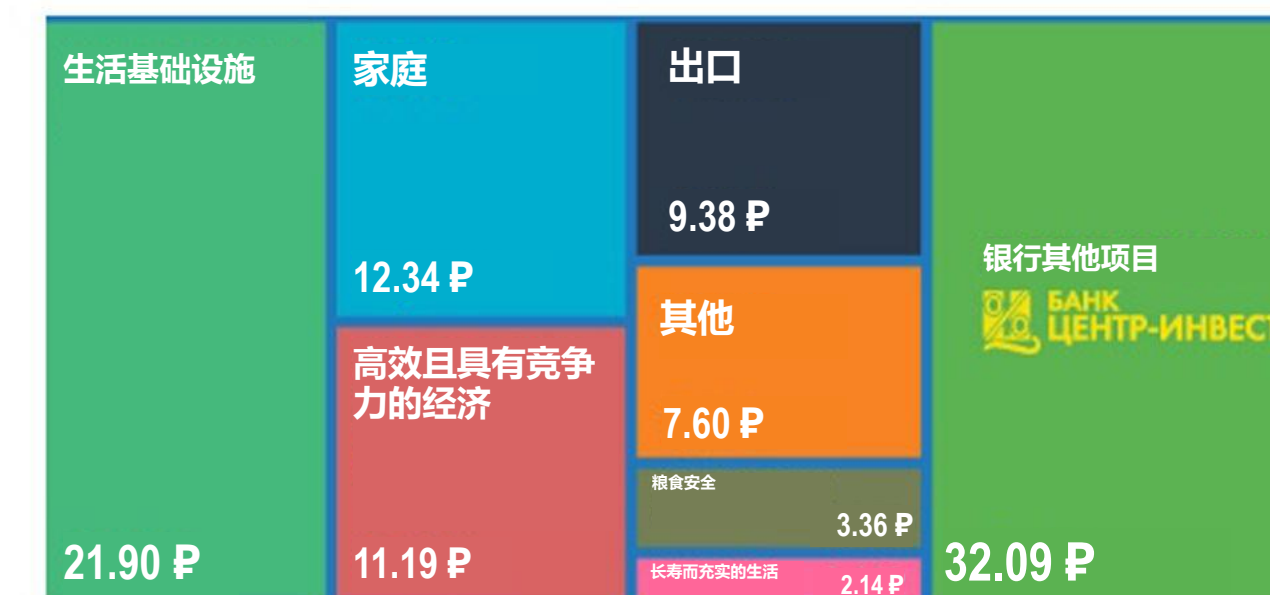 生活基础设施
21.90 ₽
家庭
12.34 ₽
高效且具有竞争
力的经济
11.19 ₽
出口
9.38 ₽
其他
7.60 ₽
粮食安全
3.36 ₽
长寿而充实的生活
2.14 ₽
银行其他项目
БАНК
ЦЕНТР-ИНВЕСТ
32.09 ₽